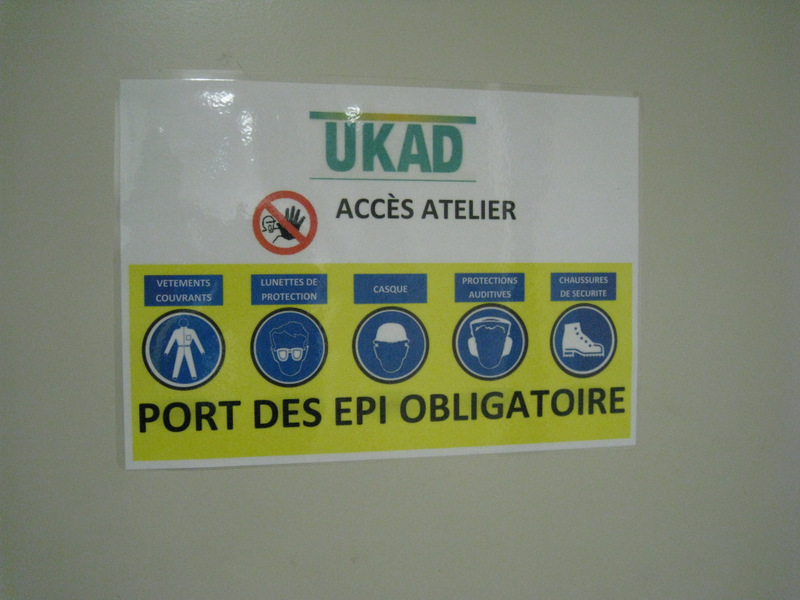 UKAD
ACCÈS ATELIER
VETEMENTS COUVRANTS
LUNETTES DE PROTECTION
CASQUE
PROTECTIONS AUDITIVES
CHAUSSURES DE SECURITE
PORT DES EPI OBLIGATOIRE